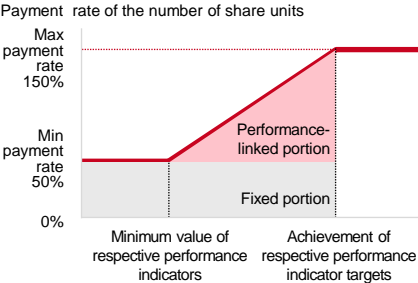 Payment rate of the number of share units
Max
payment
rate
150%
Min
payment
rate
50%
0%
Performance-
linked portion
Fixed portion
Minimum value of
respective performance
indicators
Achievement of
respective performance
indicator targets